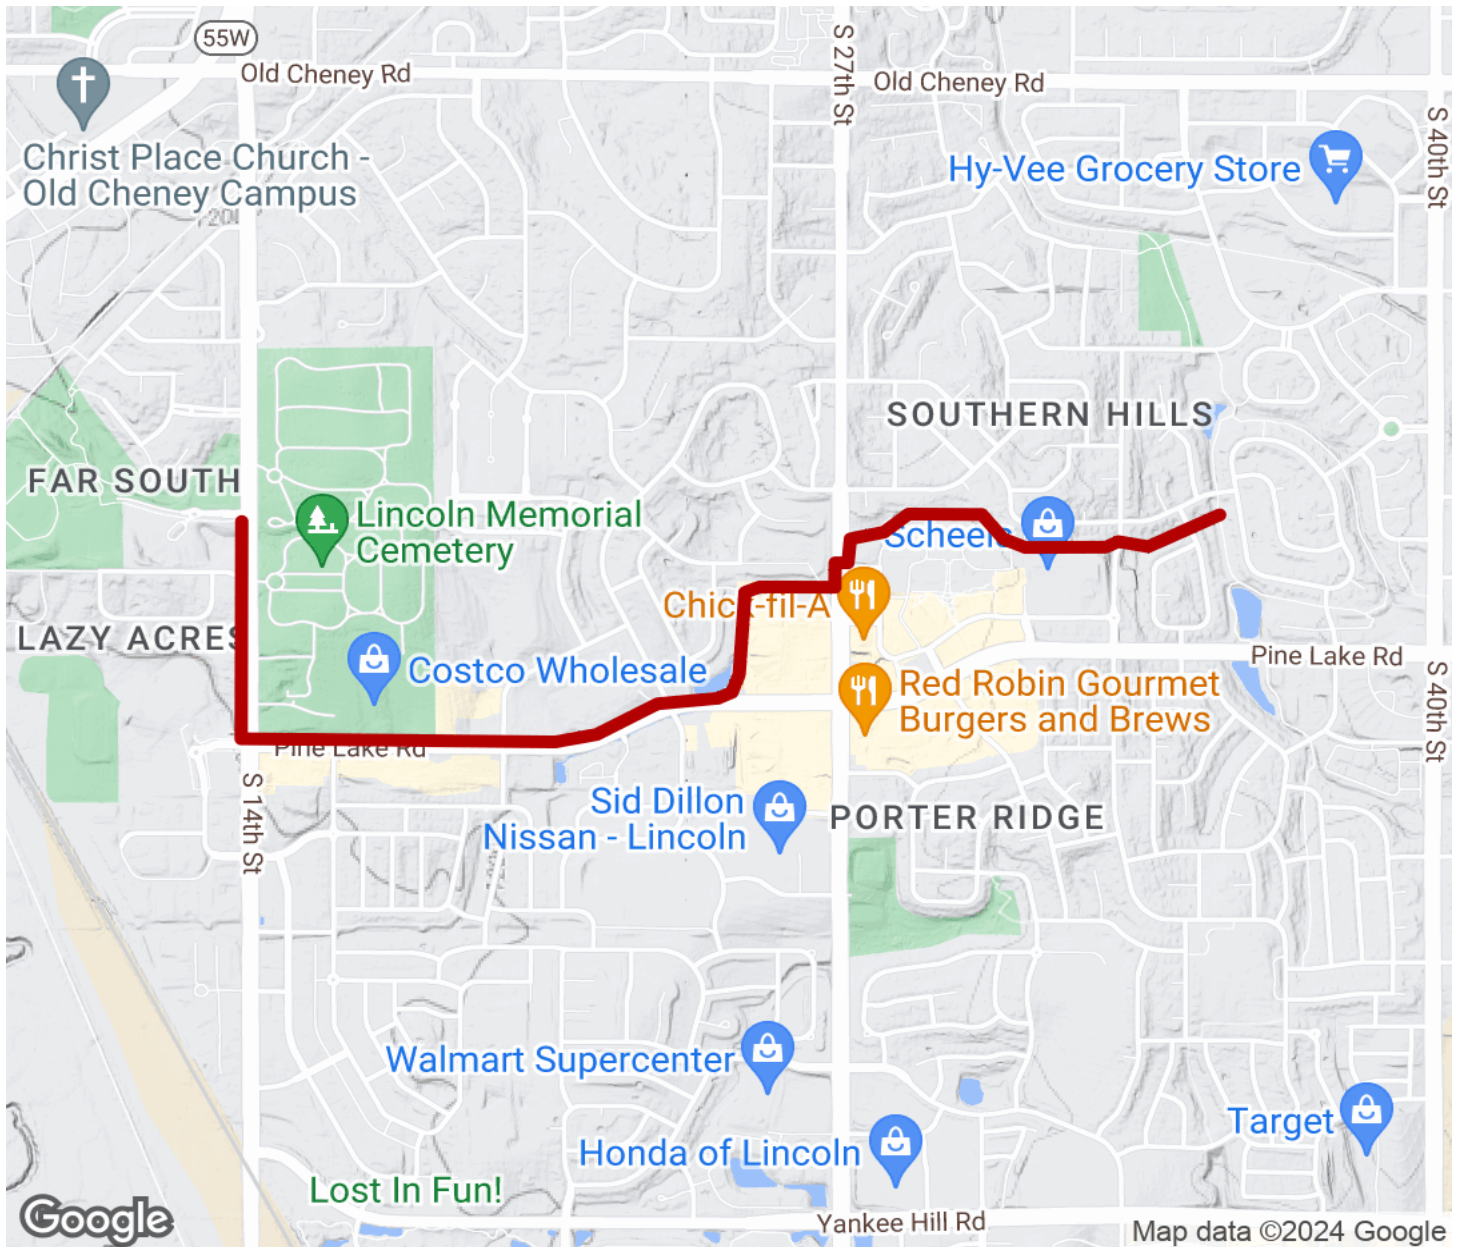 55W
Old Cheney Rd
S 27th St
Old Cheney Rd
S 40th St
Christ Place Church -
Old Cheney Campus
Hy-Vee Grocery Store
SOUTHERN HILLS
FAR SOUTH
Lincoln Memorial
Cemetery
Scheels
Chick-fil-A
LAZY ACRES
Costco Wholesale
Pine Lake Rd
S 40th St
Red Robin Gourmet
Burgers and Brews
Pine Lake Rd
S 14th St
Sid Dillon
Nissan - Lincoln
PORTER RIDGE
Walmart Supercenter
Target
Honda of Lincoln
Lost In Fun!
Google
Yankee Hill Rd
Map data ©2024 Google